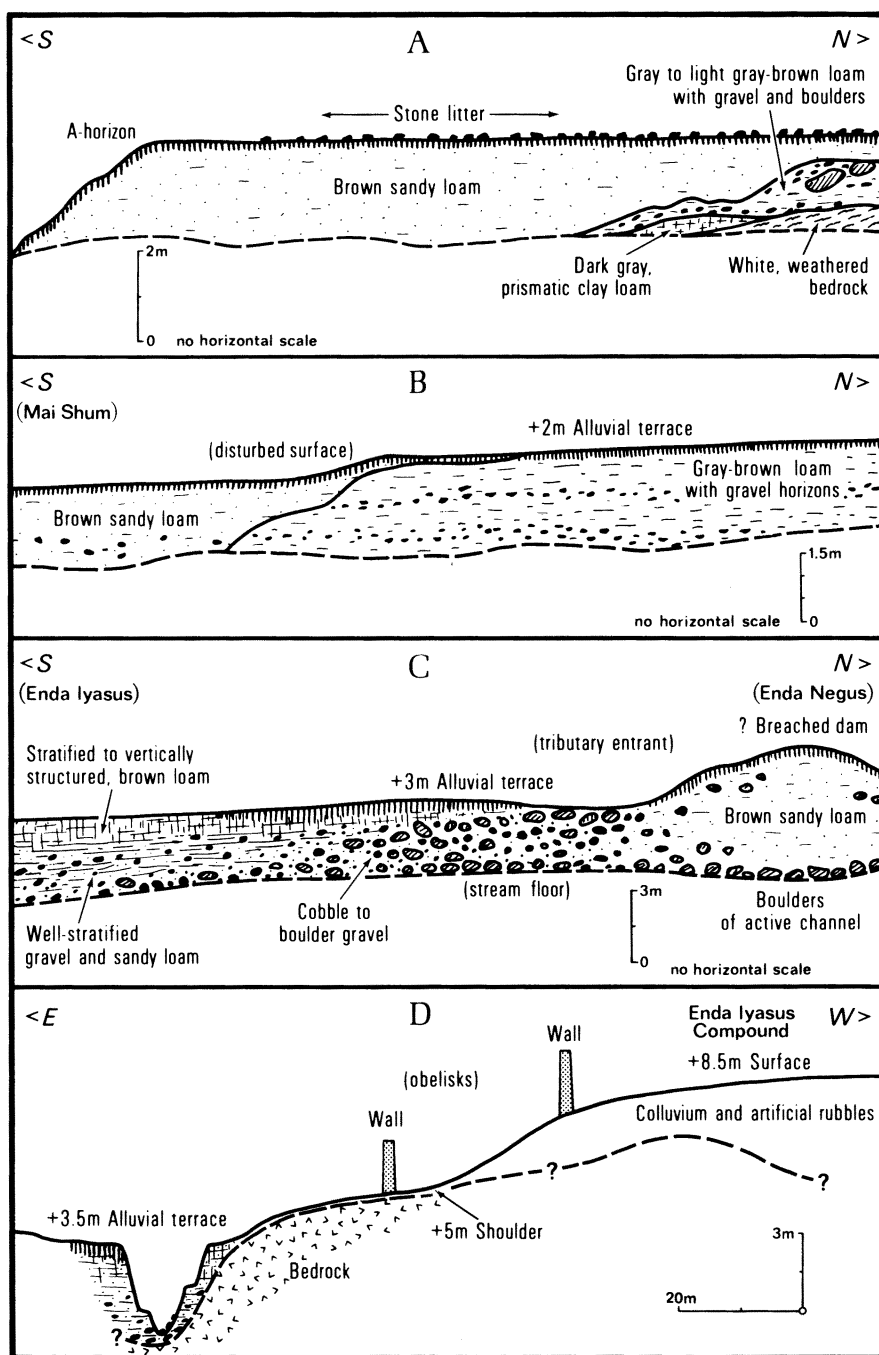 <S
A
N>
Gray to light gray-brown loam
with gravel and boulders
A-horizon
Stone litter
Brown sandy loam
2m
0
no horizontal scale
Dark gray,
prismatic clay loam
White, weathered
bedrock
<S
B
N>
(Mai Shum)
+2m Alluvial terrace
(disturbed surface)
Gray-brown loam
with gravel horizons
Brown sandy loam
1.5m
0
no horizontal scale
<S
C
N>
(Enda Iyasus)
(Enda Negus)
? Breached dam
(tributary entrant)
Stratified to vertically
structured, brown loam
+3m Alluvial terrace
Brown sandy loam
(stream floor)
Cobble to
boulder gravel
Well-stratified
gravel and sandy loam
3m
0
Boulders
of active channel
no horizontal scale
<E
D
Enda Iyasus
Compound
W>
Wall
+8.5m Surface
(obelisks)
Colluvium and artificial rubbles
Wall
?
?
+3.5m Alluvial terrace
+5m Shoulder
3m
Bedrock
20m
0
?